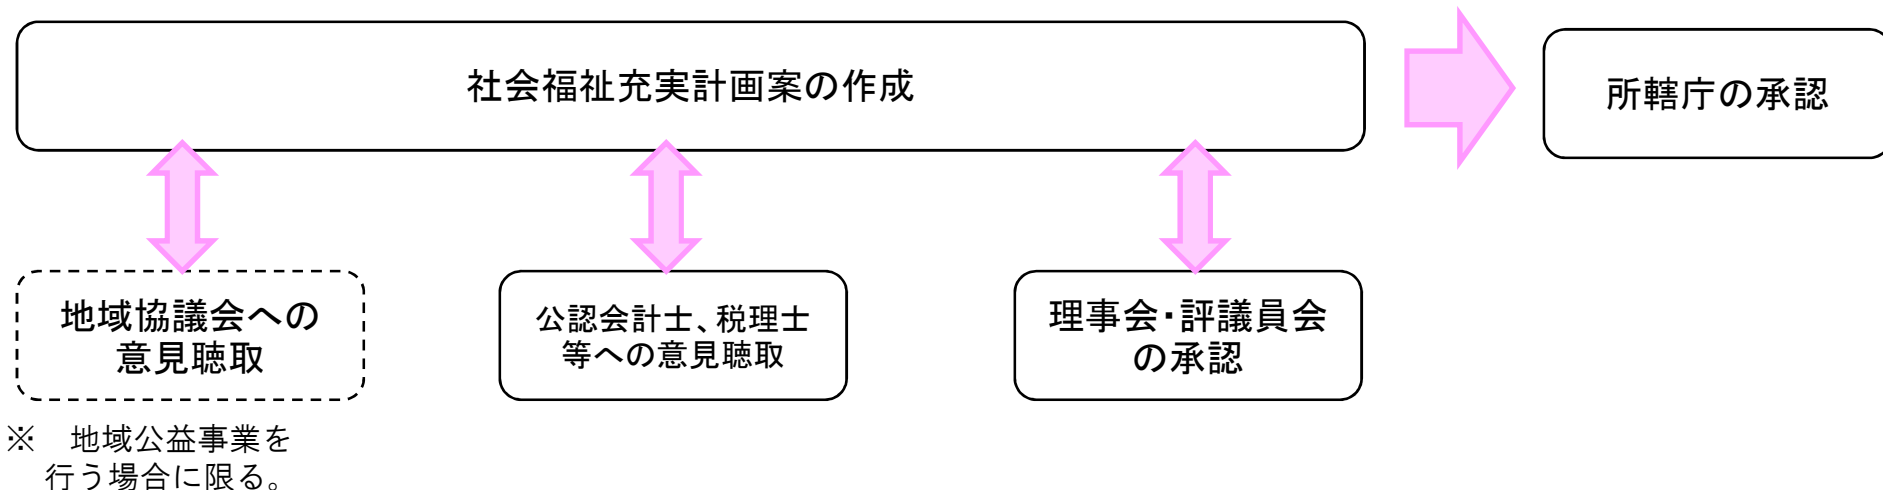 社会福祉充実計画案の作成
所轄庁の承認
地域協議会への
意見聴取
公認会計士、税理士
等への意見聴取
理事会・評議員会
の承認
※　地域公益事業を
行う場合に限る。